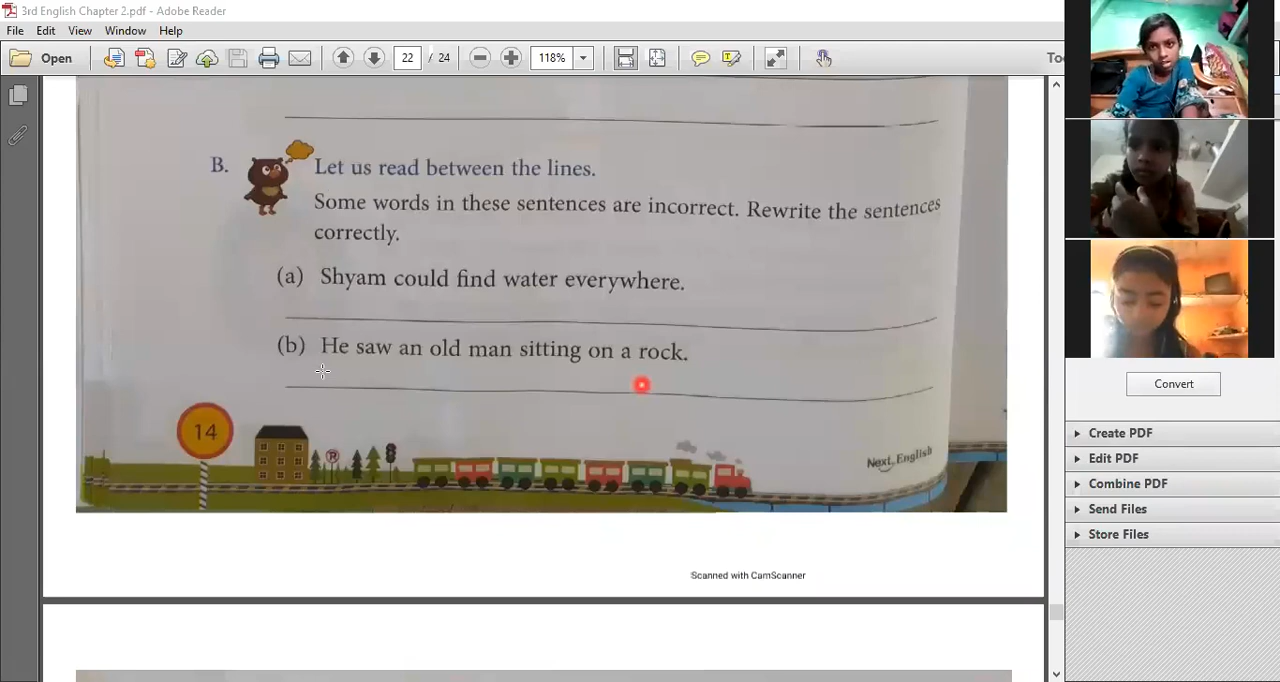 3rd English Chapter 2.pdf - Adobe Reader
File Edit View Window Help
Open 22 / 24 118% To
B. Let us read between the lines.
Some words in these sentences are incorrect. Rewrite the sentences
correctly.
(a) Shyam could find water everywhere.
(b) He saw an old man sitting on a rock.
14
R
Next English
Scanned with CamScanner
Convert
Create PDF
Edit PDF
Combine PDF
Send Files
Store Files